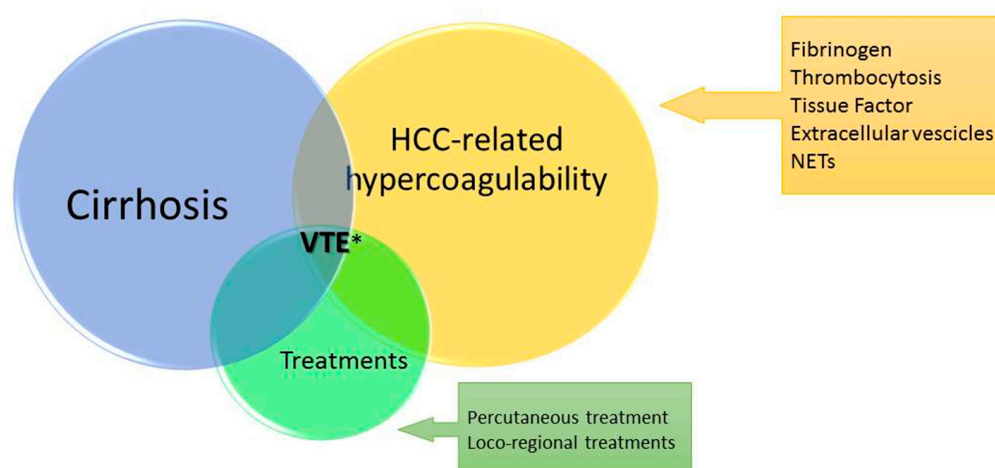 Cirrhosis
HCC-related
hypercoagulability
VTE*
Treatments
Fibrinogen
Thrombocytosis
Tissue Factor
Extracellular vescicles
NETs
Percutaneous treatment
Loco-regional treatments